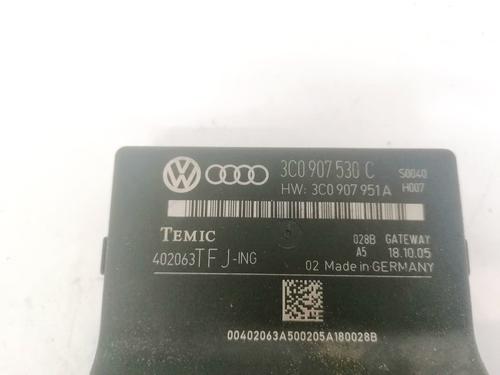 3C0 907 530 C S0040
HW: 3C0 907 951 A H007
TEMIC 028B GATEWAY
A5 18.10.05
402063TFJ-ING
02 Made in GERMANY
00402063A500205A180028B